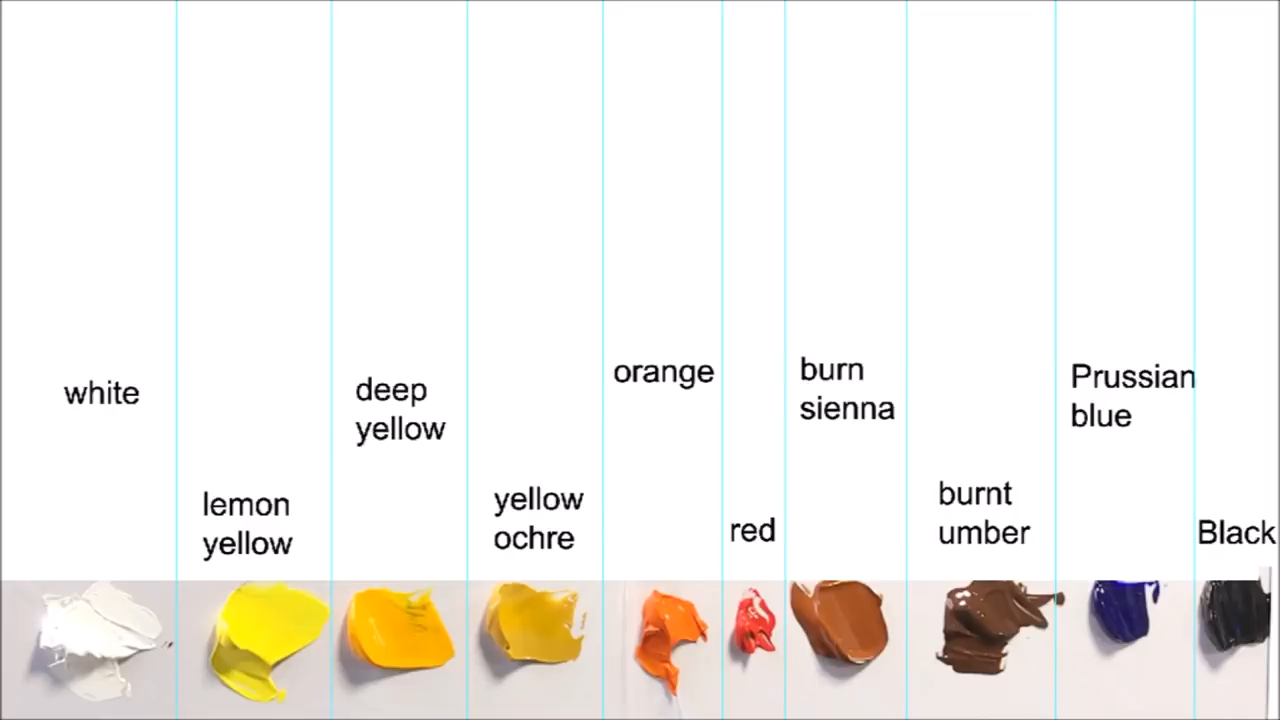 white
lemon
yellow
deep
yellow
yellow
ochre
orange
red
burn
sienna
burnt
umber
Prussian
blue
Black